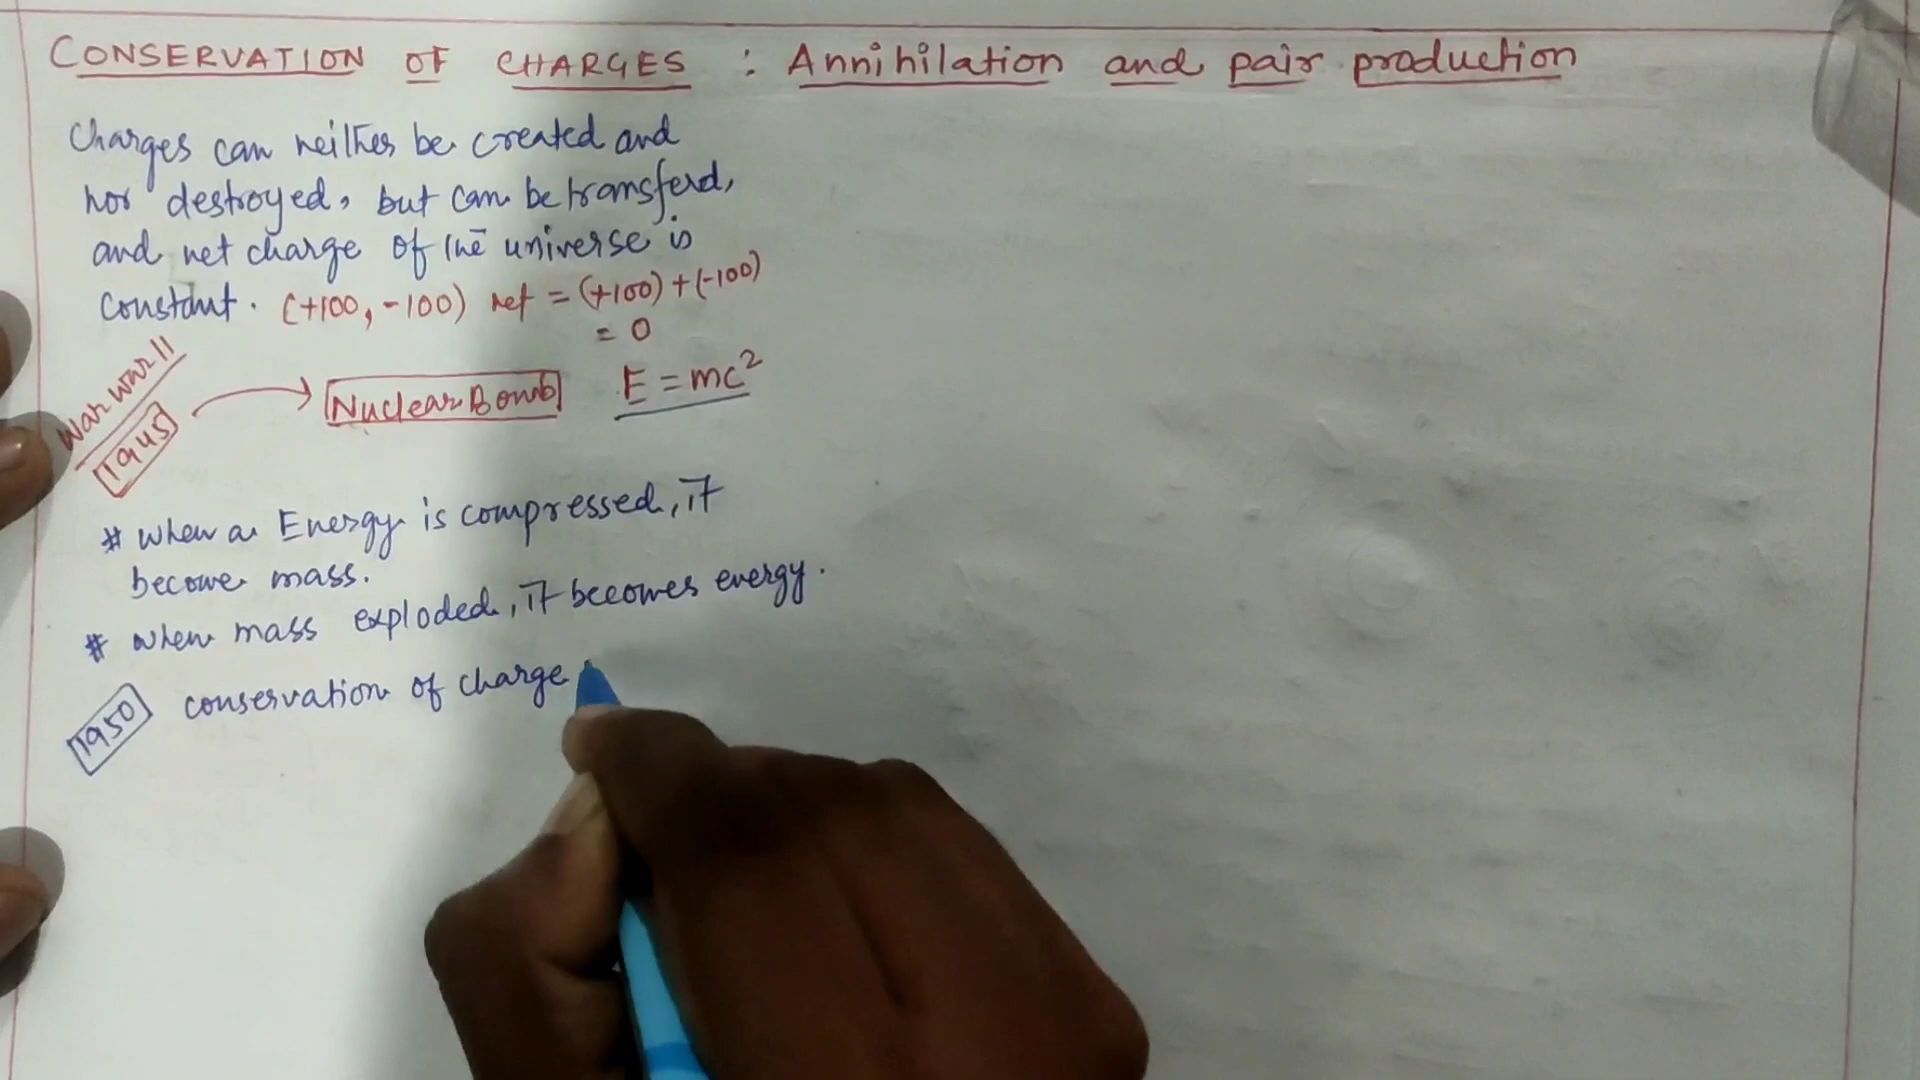 CONSERVATION OF CHARGES : Annihilation and pair production
Charges can neither be created and
nor destroyed, but can be transferd,
and net charge of the universe is
constant. (+100, -100) net = (+100) + (-100)
= 0
War War II
1945
Nuclear Bomb
E = mc²
# When a Energy is compressed, it
become mass.
# when mass exploded, it becomes energy.
1950 conservation of charge